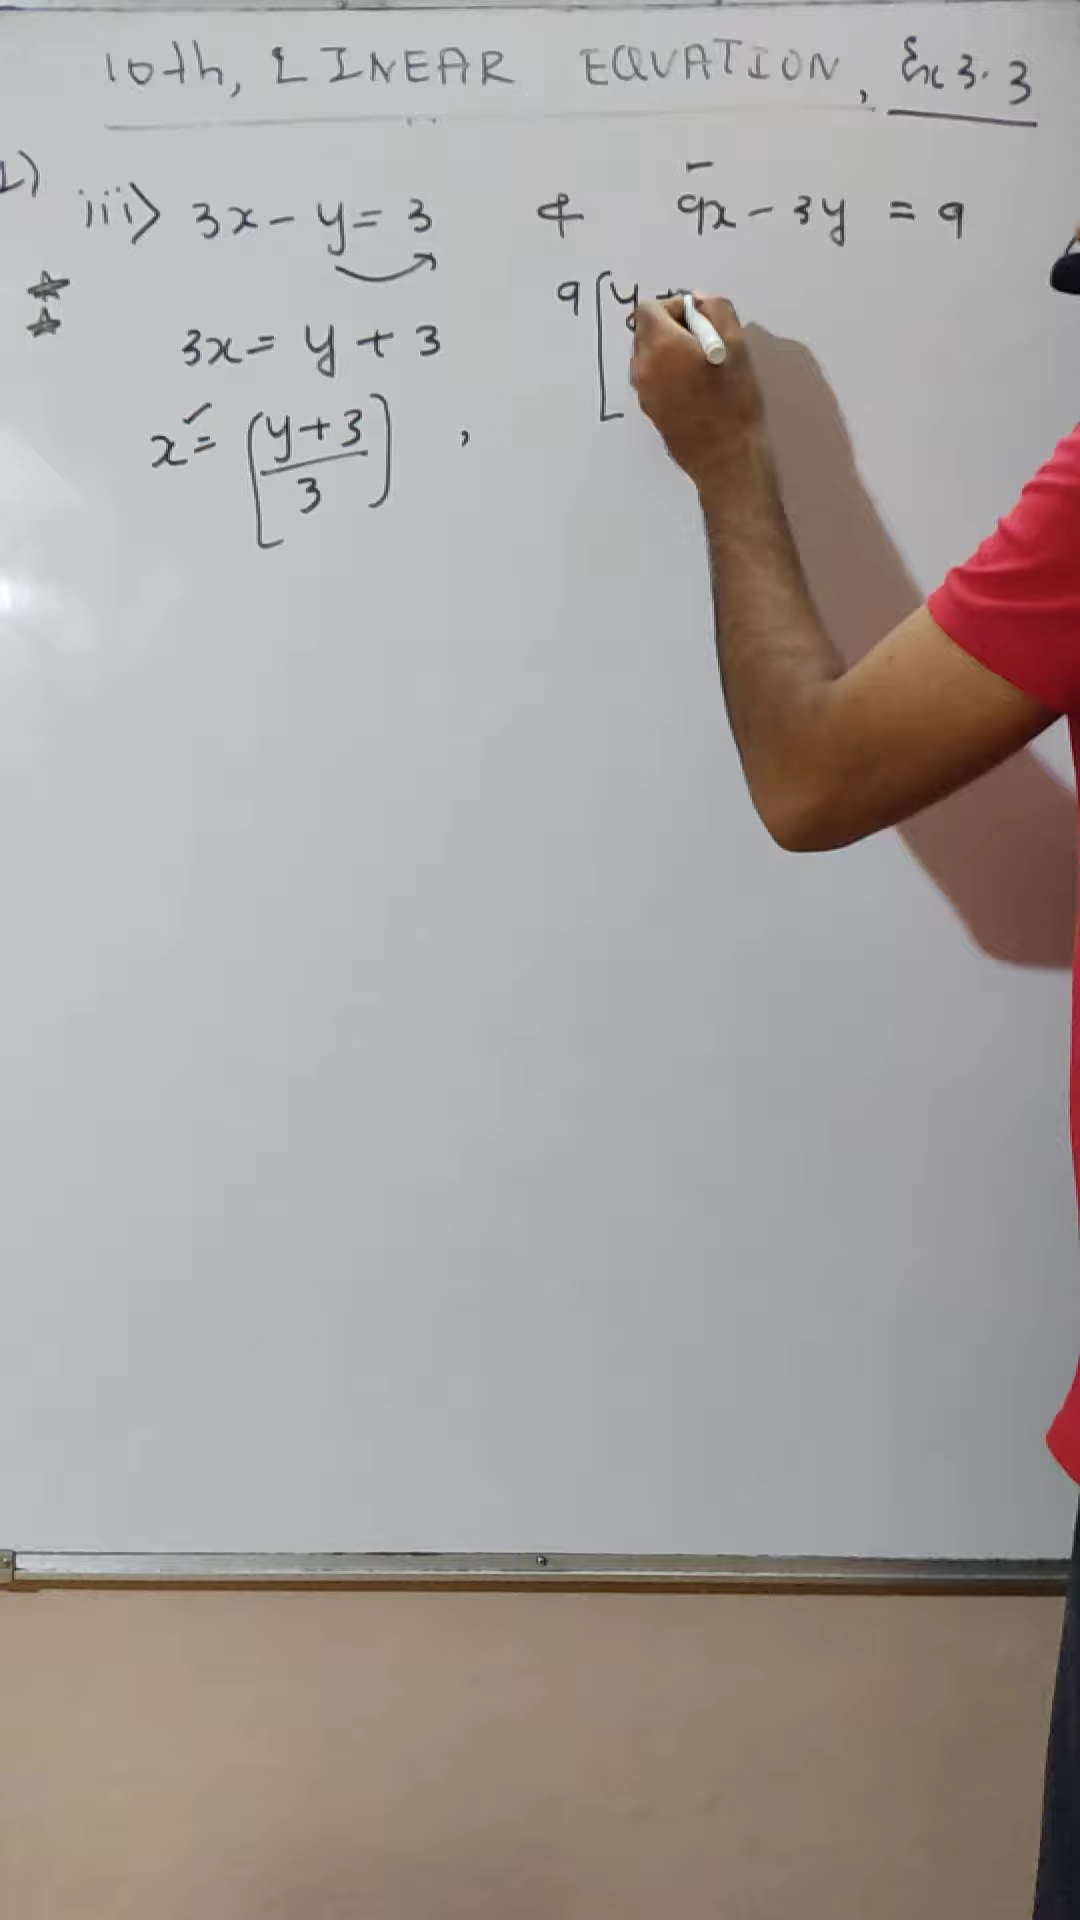 10th, LINEAR EQUATION, Ex 3.3
1) iii) 3x - y = 3 & 9x - 3y = 9
3x = y + 3 9[y +
x = (y+3/3) ,